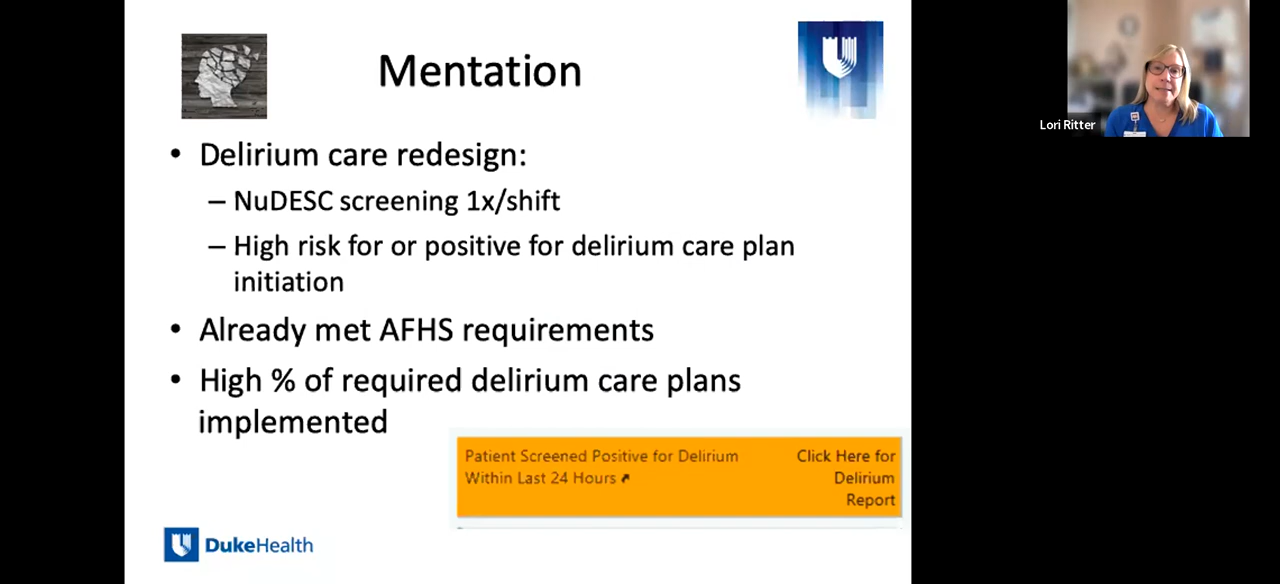 Mentation
• Delirium care redesign:
– NuDESC screening 1x/shift
– High risk for or positive for delirium care plan
initiation
• Already met AFHS requirements
• High % of required delirium care plans
implemented
Patient Screened Positive for Delirium
Within Last 24 Hours
Click Here for
Delirium
Report
DukeHealth
Lori Ritter